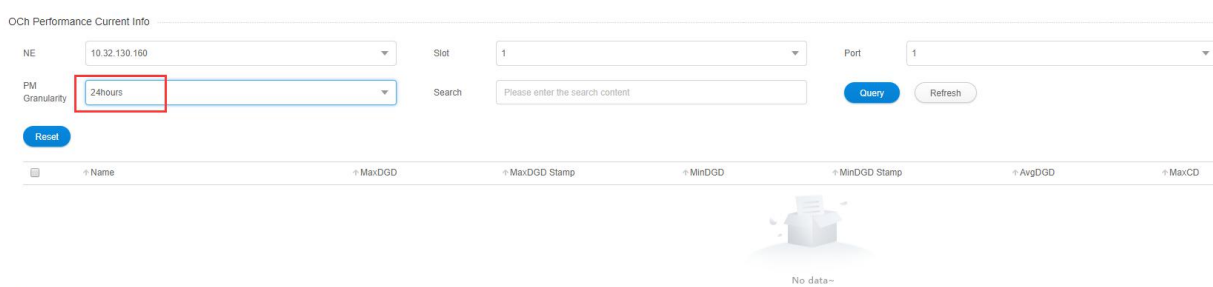 OCh Performance Current Info
NE 10.32.130.160 Slot 1 Port 1
PM Granularity 24hours Search Please enter the search content Query Refresh
Reset
Name MaxDGD MaxDGD Stamp MinDGD MinDGD Stamp AvgDGD MaxCD
No data~